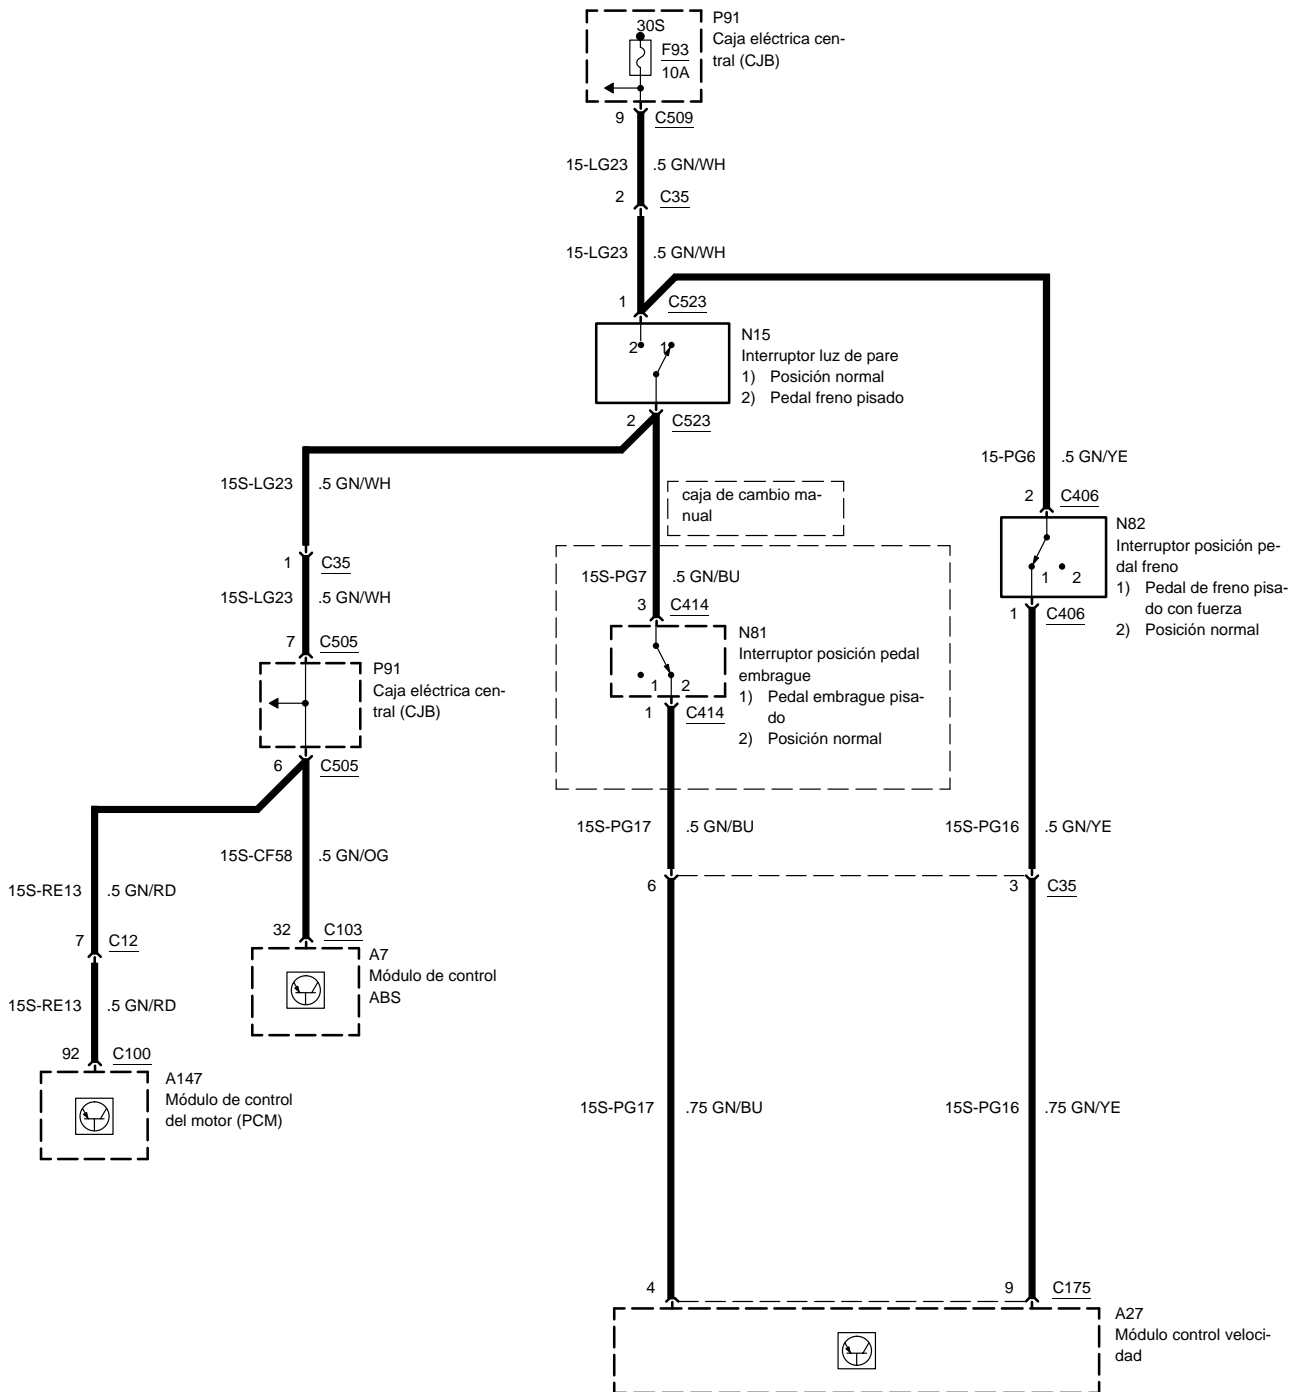 30S
F93
10A
P91
Caja eléctrica cen-
tral (CJB)
9 C509
15-LG23 .5 GN/WH
2 C35
15-LG23 .5 GN/WH
1 C523
2 1
N15
Interruptor luz de pare
1) Posición normal
2) Pedal freno pisado
2 C523
15-PG6 .5 GN/YE
15S-LG23 .5 GN/WH
caja de cambio ma-
nual
2 C406
N82
Interruptor posición pe-
dal freno
1) Pedal de freno pisa-
do con fuerza
2) Posición normal
1 2
1 C406
1 C35
15S-PG7 .5 GN/BU
15S-LG23 .5 GN/WH
3 C414
N81
Interruptor posición pedal
embrague
1) Pedal embrague pisa-
do
2) Posición normal
1 2
1 C414
7 C505
P91
Caja eléctrica cen-
tral (CJB)
6 C505
15S-PG17 .5 GN/BU
15S-PG16 .5 GN/YE
15S-CF58 .5 GN/OG
15S-RE13 .5 GN/RD
6
3 C35
32 C103
7 C12
A7
Módulo de control
ABS
15S-RE13 .5 GN/RD
92 C100
A147
Módulo de control
del motor (PCM)
15S-PG17 .75 GN/BU
15S-PG16 .75 GN/YE
4
9 C175
A27
Módulo control veloci-
dad